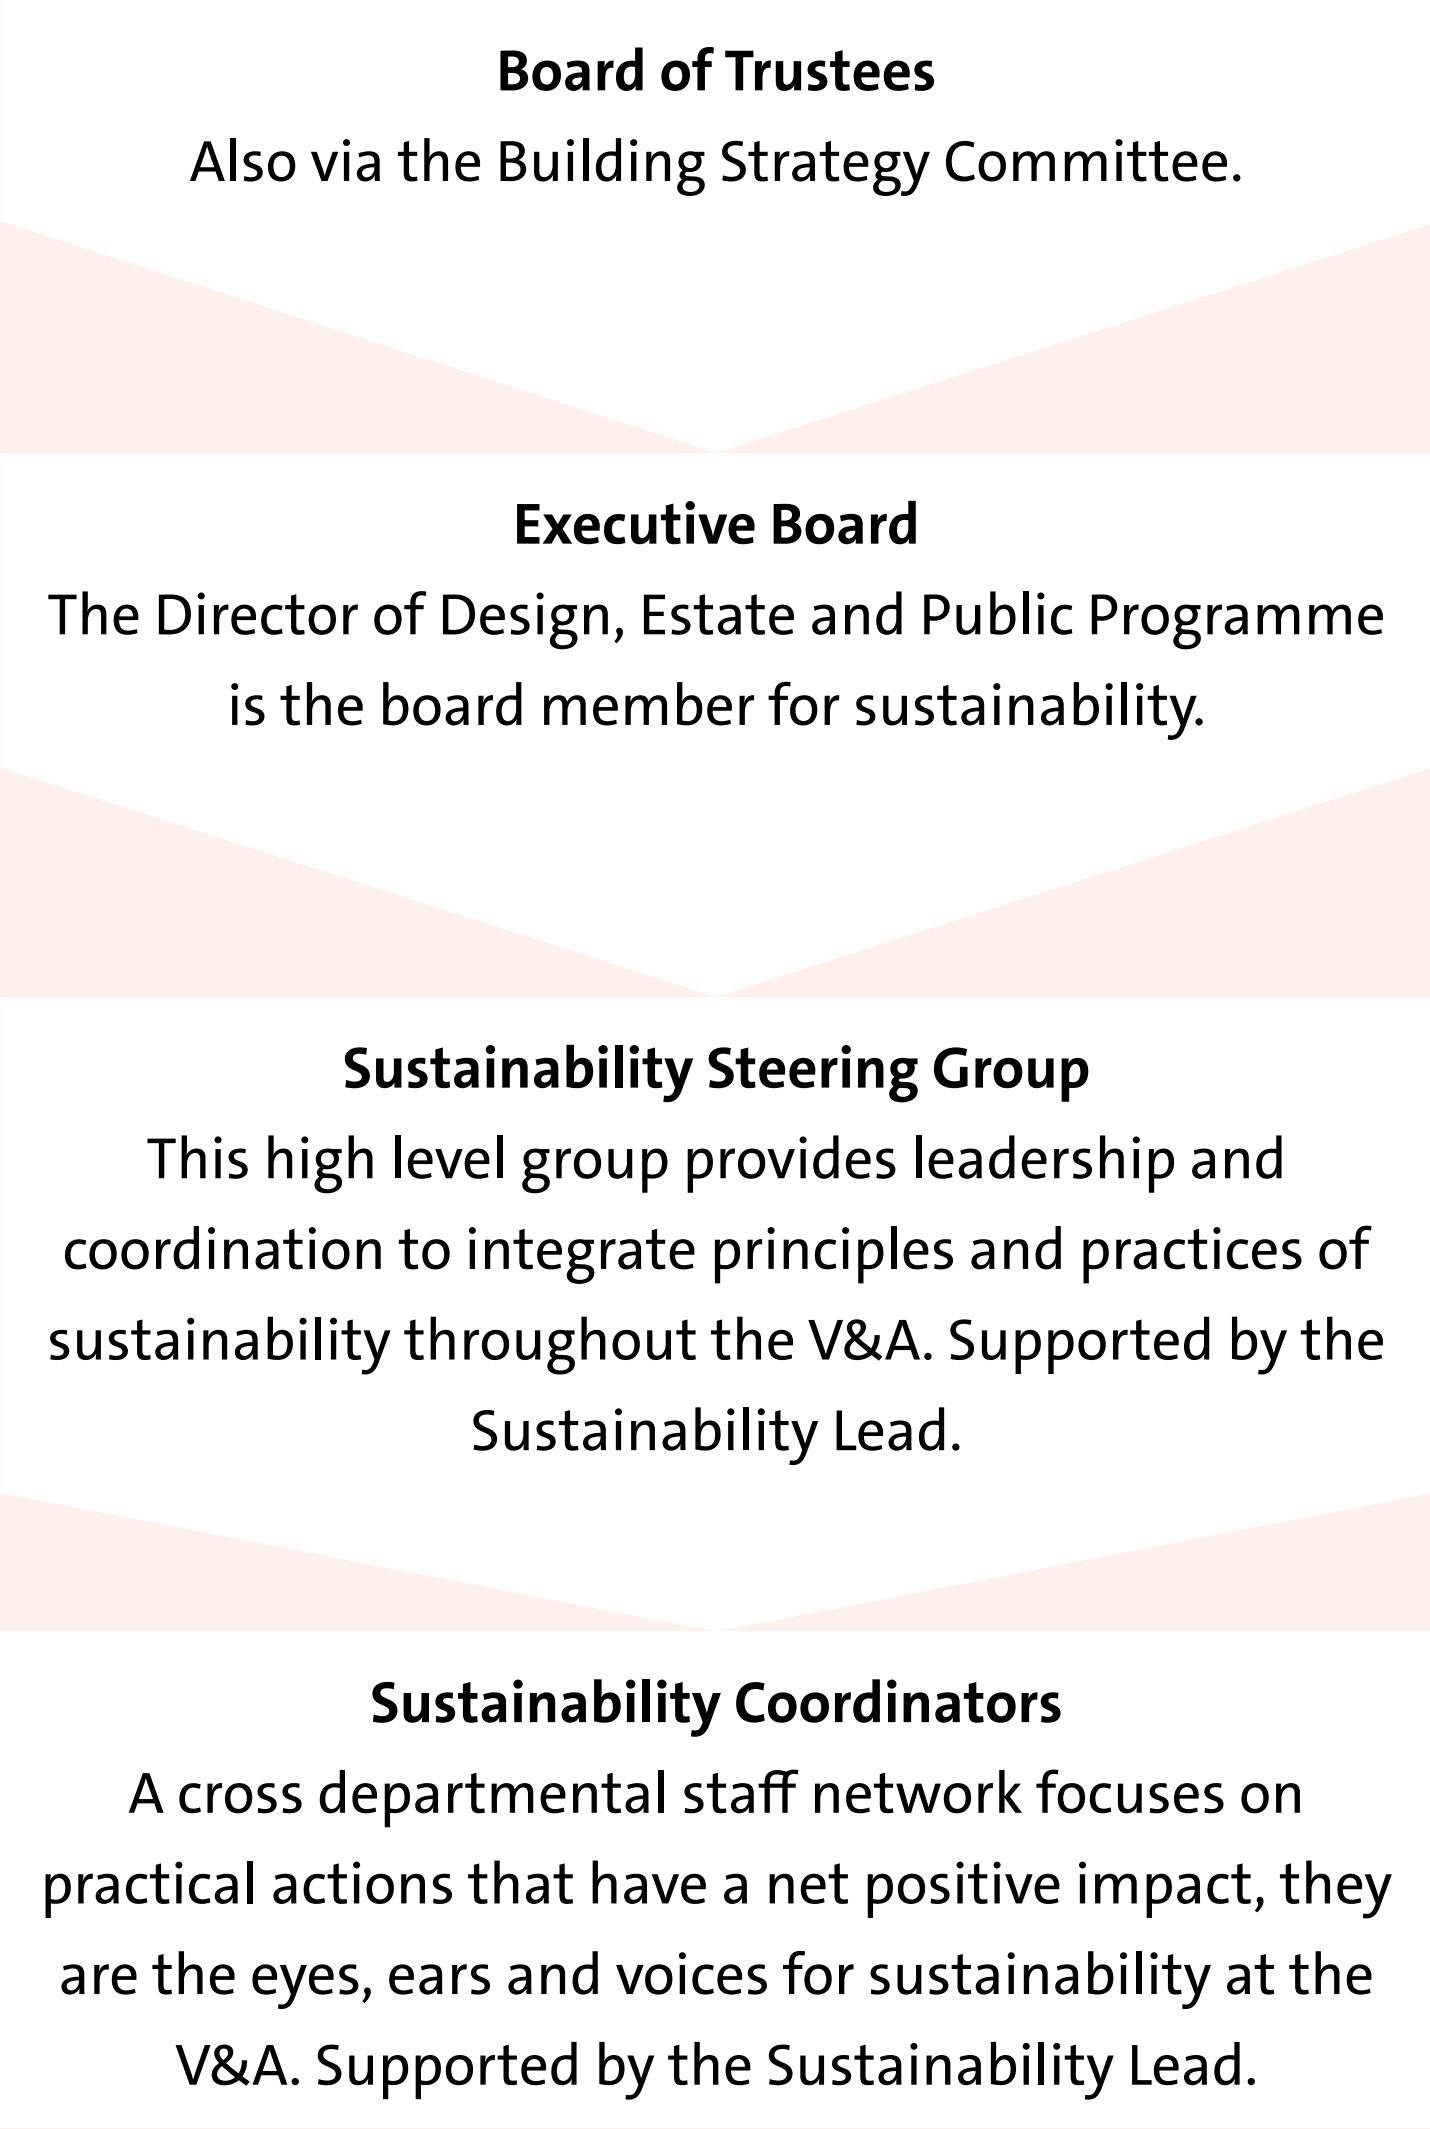 Board of Trustees
Also via the Building Strategy Committee.
Executive Board
The Director of Design, Estate and Public Programme
is the board member for sustainability.
Sustainability Steering Group
This high level group provides leadership and
coordination to integrate principles and practices of
sustainability throughout the V&A. Supported by the
Sustainability Lead.
Sustainability Coordinators
A cross departmental staff network focuses on
practical actions that have a net positive impact, they
are the eyes, ears and voices for sustainability at the
V&A. Supported by the Sustainability Lead.